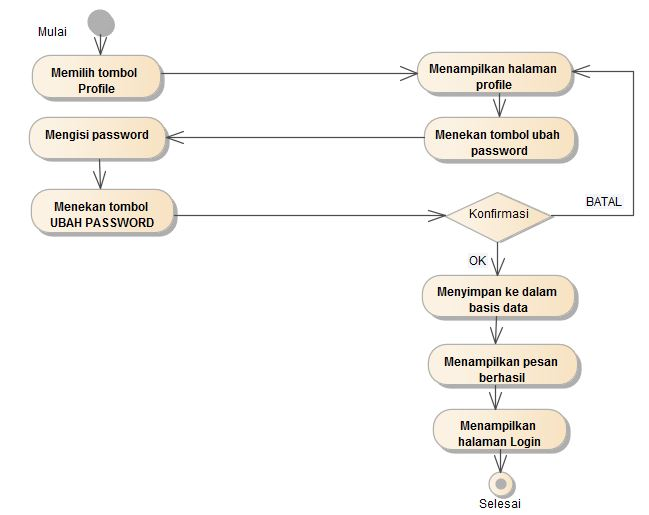 Mulai
Memilih tombol
Profile
Menampilkan halaman
profile
Mengisi password
Menekan tombol ubah
password
Menekan tombol
UBAH PASSWORD
Konfirmasi
BATAL
OK
Menyimpan ke dalam
basis data
Menampilkan pesan
berhasil
Menampilkan
halaman Login
Selesai